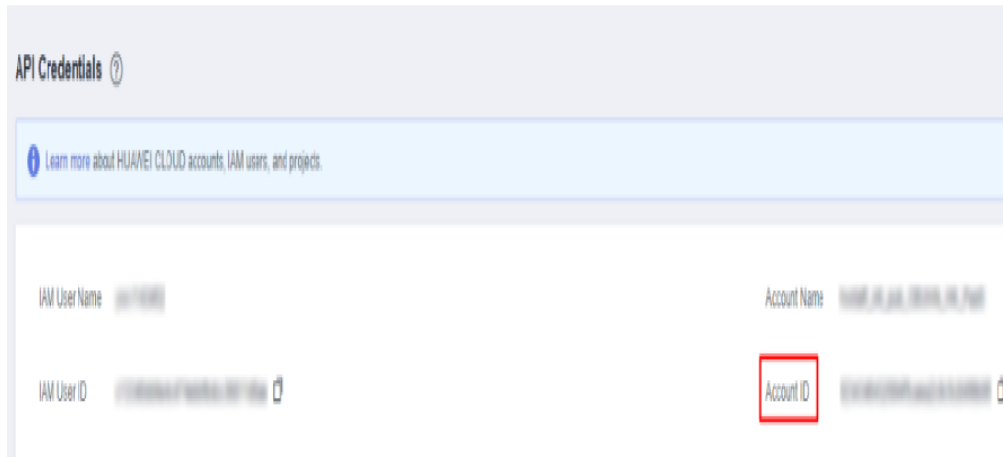 API Credentials
Learn more about HUAWEI CLOUD accounts, IAM users, and projects.
IAM User Name
Account Name
IAM User ID
Account ID